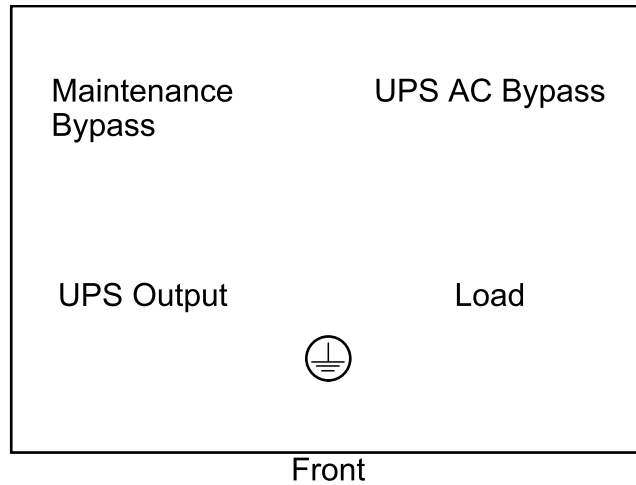 Maintenance
Bypass
UPS AC Bypass
UPS Output
Load
Front